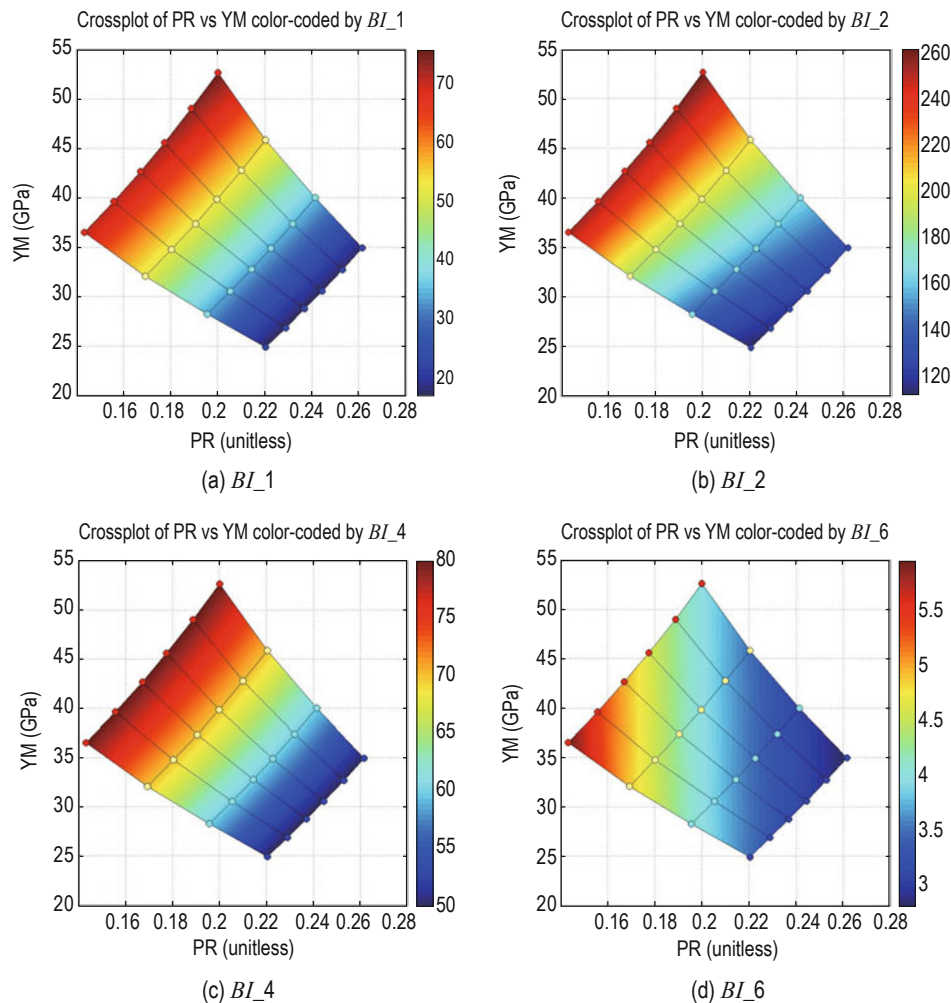 Crossplot of PR vs YM color-coded by BI_1
55
50
45
40
35
30
25
20
YM (GPa)
0.16 0.18 0.2 0.22 0.24 0.26 0.28
PR (unitless)
70
60
50
40
30
20
(a) BI_1
Crossplot of PR vs YM color-coded by BI_2
55
50
45
40
35
30
25
20
YM (GPa)
0.16 0.18 0.2 0.22 0.24 0.26 0.28
PR (unitless)
260
240
220
200
180
160
140
120
(b) BI_2
Crossplot of PR vs YM color-coded by BI_4
55
50
45
40
35
30
25
20
YM (GPa)
0.16 0.18 0.2 0.22 0.24 0.26 0.28
PR (unitless)
80
75
70
65
60
55
50
(c) BI_4
Crossplot of PR vs YM color-coded by BI_6
55
50
45
40
35
30
25
20
YM (GPa)
0.16 0.18 0.2 0.22 0.24 0.26 0.28
PR (unitless)
5.5
5
4.5
4
3.5
3
(d) BI_6